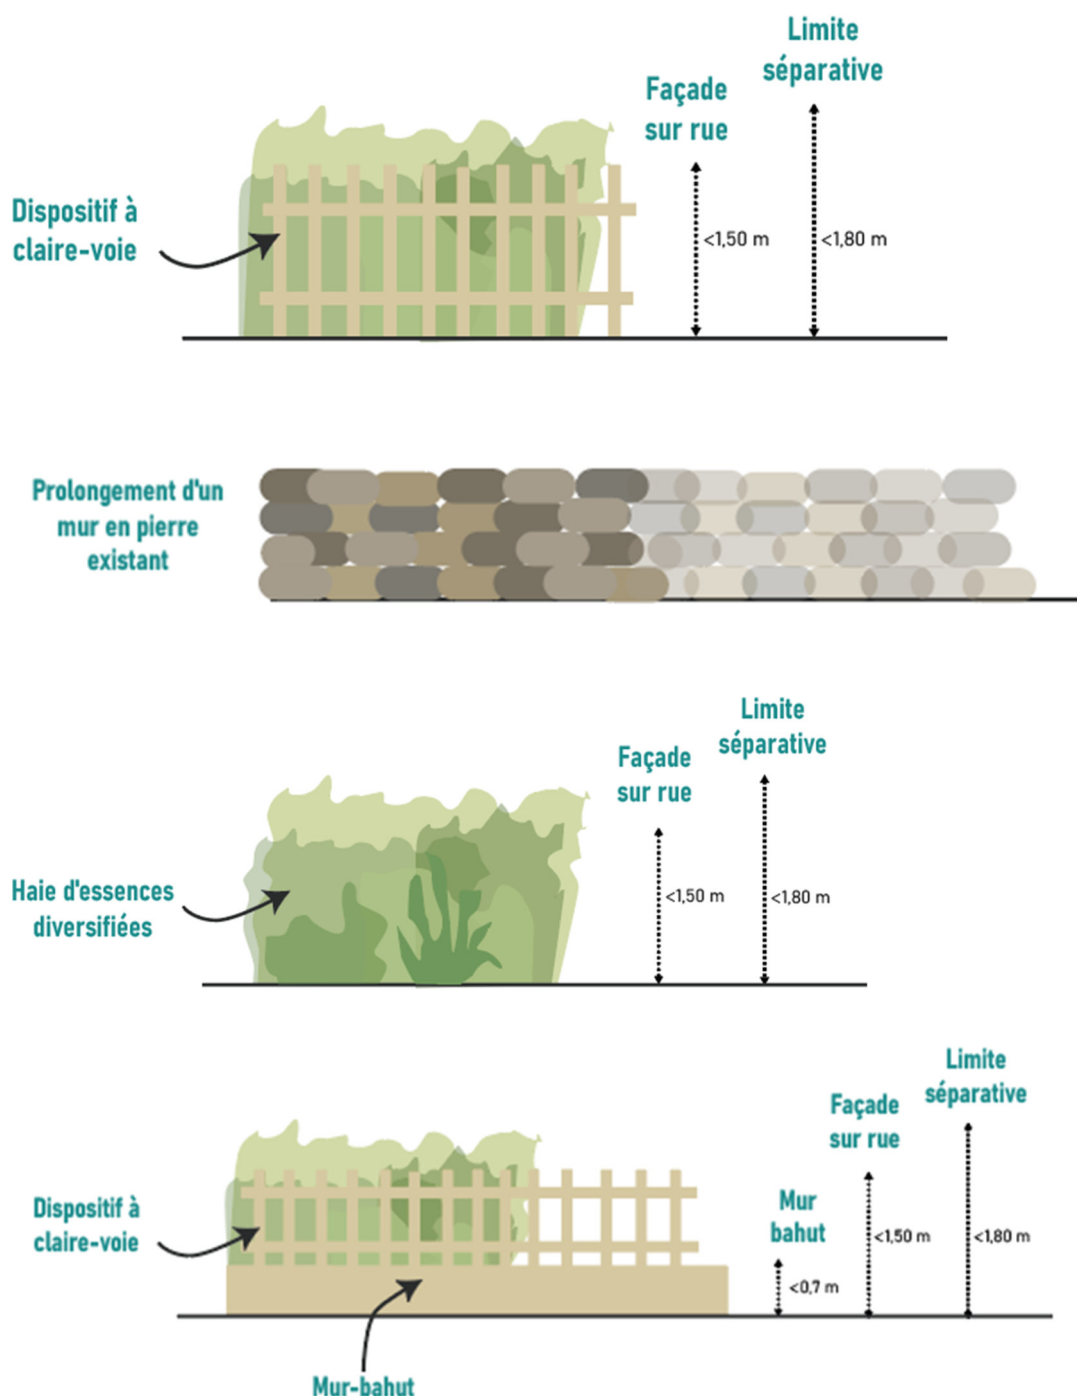 Limite
séparative
Façade
sur rue
Dispositif à
claire-voie
<1,50 m
<1,80 m
Prolongement d'un
mur en pierre
existant
Limite
séparative
Façade
sur rue
Haie d'essences
diversifiées
<1,50 m
<1,80 m
Limite
séparative
Façade
sur rue
Mur
bahut
Dispositif à
claire-voie
<0,7 m
<1,50 m
<1,80 m
Mur-bahut